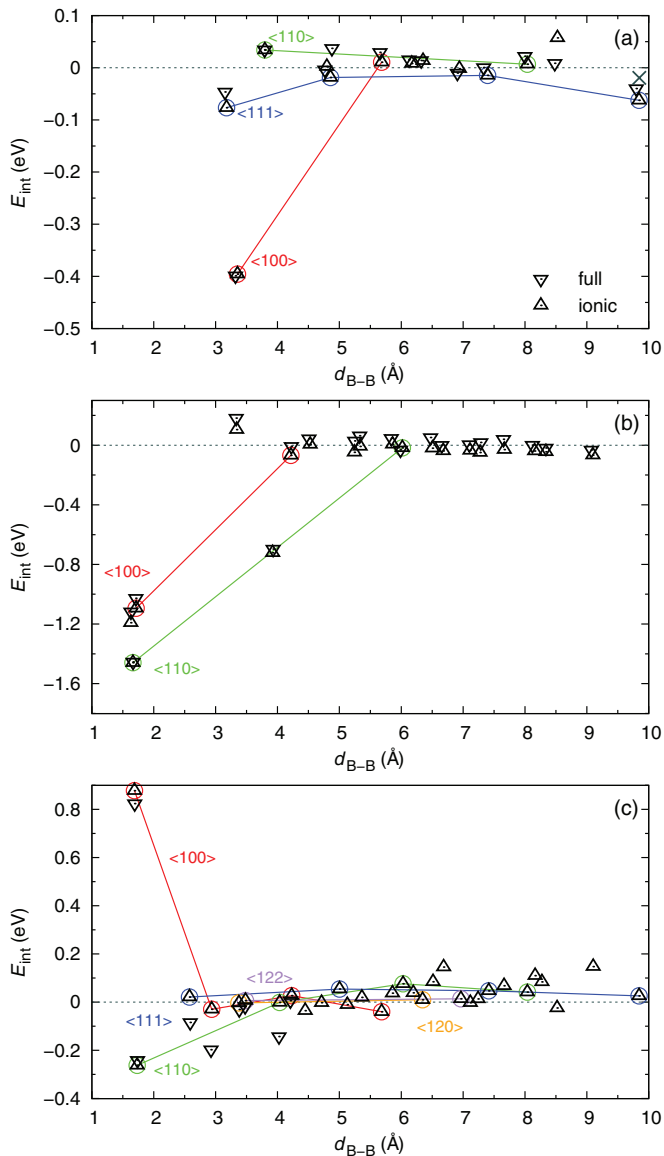 (a)
0.1
0
−0.1
−0.2
−0.3
−0.4
−0.5
E_int (eV)
<110>
<111>
<100>
full
ionic
1 2 3 4 5 6 7 8 9 10
d_B−B (Å)
(b)
0
−0.4
−0.8
−1.2
−1.6
E_int (eV)
<100>
<110>
1 2 3 4 5 6 7 8 9 10
d_B−B (Å)
(c)
0.8
0.6
0.4
0.2
0
−0.2
−0.4
E_int (eV)
<100>
<122>
<111>
<120>
<110>
1 2 3 4 5 6 7 8 9 10
d_B−B (Å)